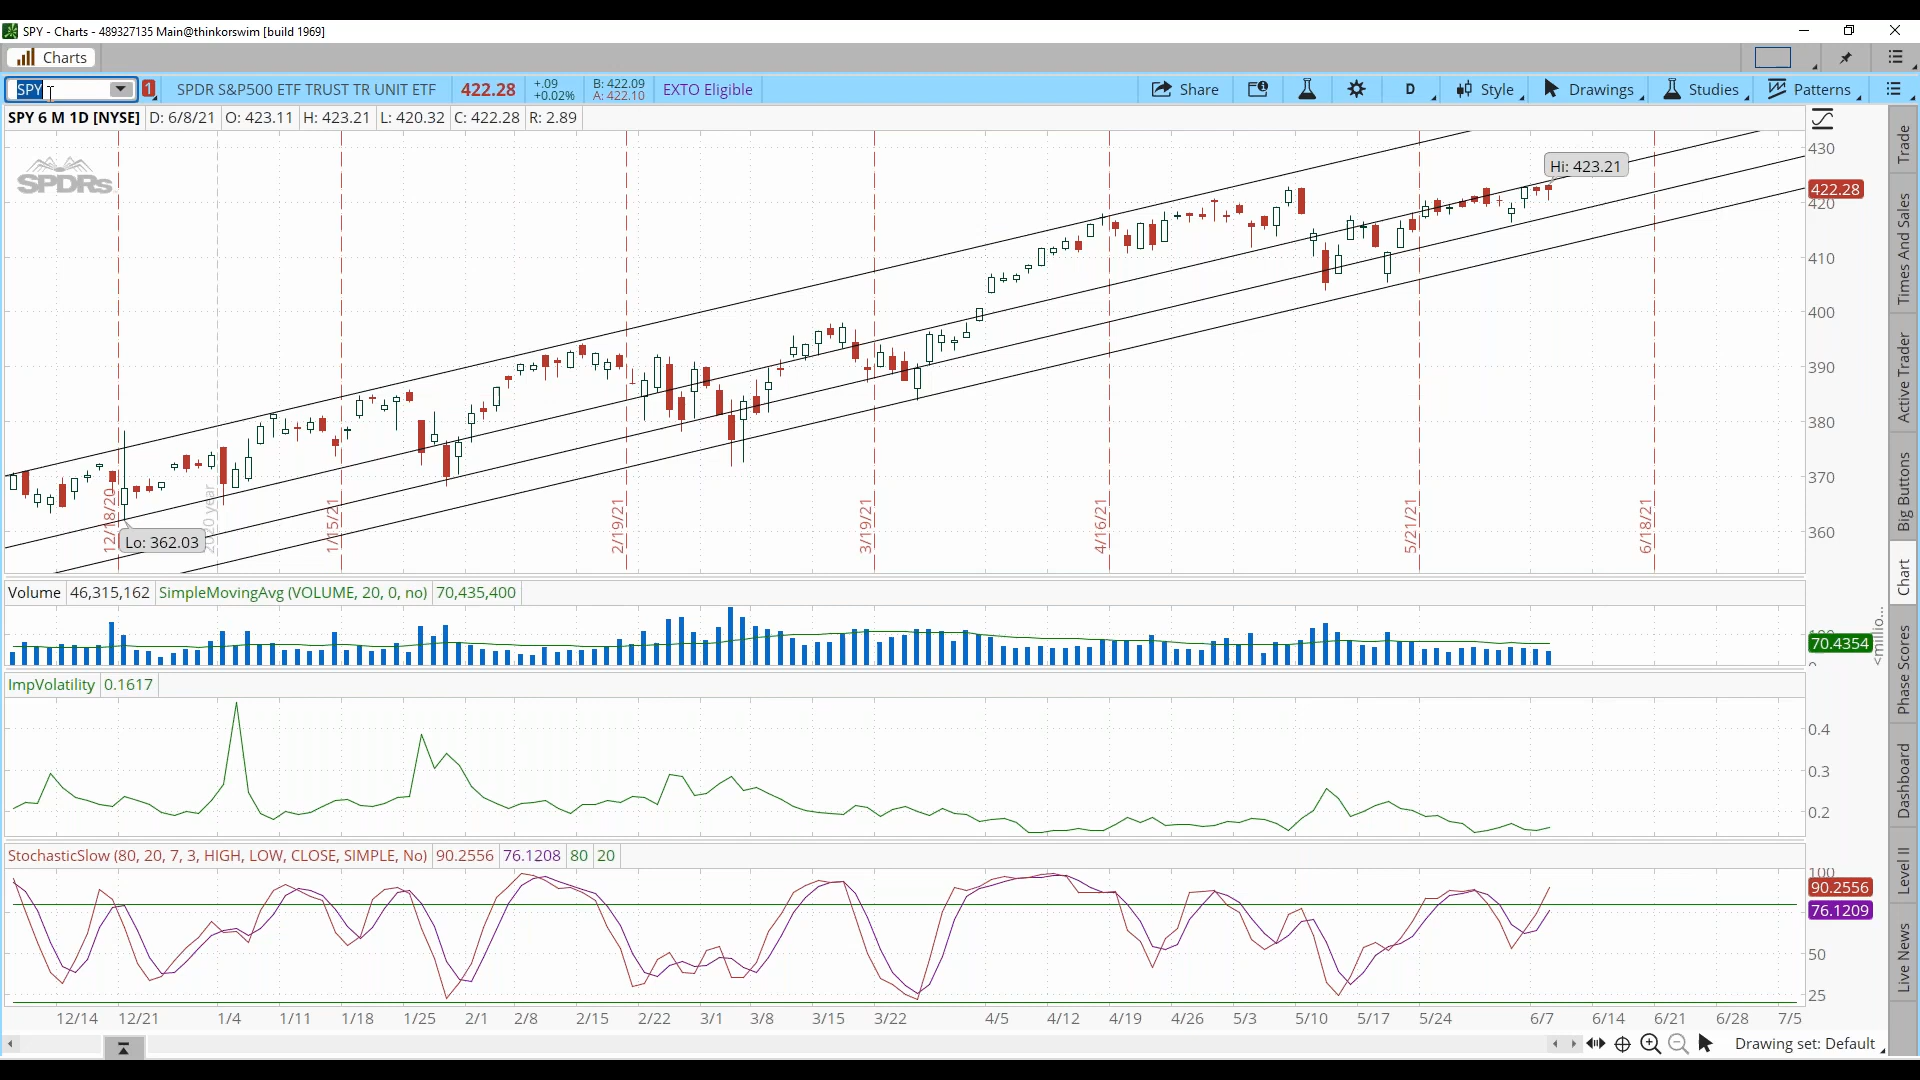 SPY - Charts - 489327135 Main@thinkorswim [build 1969]
Charts
SPY 1 SPDR S&P500 ETF TRUST TR UNIT ETF 422.28 +.09 +0.02% B: 422.09 A: 422.10 EXTO Eligible Share D Style Drawings Studies Patterns
SPY 6 M 1D [NYSE] D: 6/8/21 O: 423.11 H: 423.21 L: 420.32 C: 422.28 R: 2.89
SPDRs
Hi: 423.21
Lo: 362.03
430
422.28
420
410
400
390
380
370
360
12/18/20
2020 year
1/15/21
2/19/21
3/19/21
4/16/21
5/21/21
6/18/21
Volume 46,315,162 SimpleMovingAvg (VOLUME, 20, 0, no) 70,435,400
70.4354
<millio...
ImpVolatility 0.1617
0.4
0.3
0.2
StochasticSlow (80, 20, 7, 3, HIGH, LOW, CLOSE, SIMPLE, No) 90.2556 76.1208 80 20
100
90.2556
76.1209
50
25
12/14 12/21 1/4 1/11 1/18 1/25 2/1 2/8 2/15 2/22 3/1 3/8 3/15 3/22 4/5 4/12 4/19 4/26 5/3 5/10 5/17 5/24 6/7 6/14 6/21 6/28 7/5
Drawing set: Default
Trade
Times And Sales
Active Trader
Big Buttons
Chart
Phase Scores
Dashboard
Level II
Live News